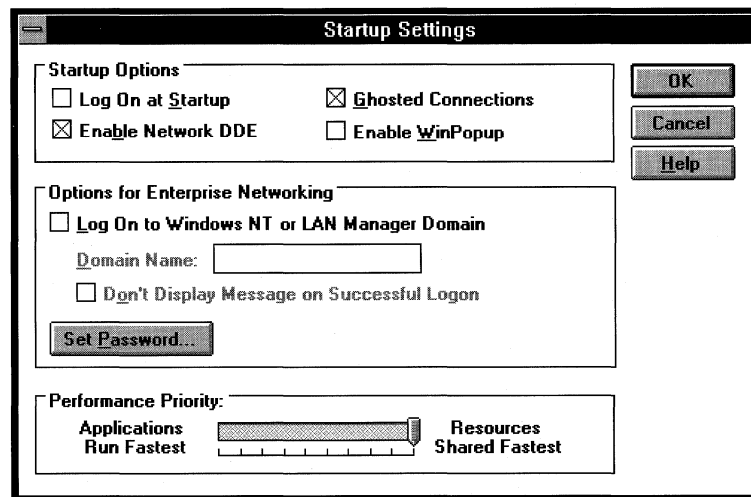 Startup Settings
Startup Options
Log On at Startup
Ghosted Connections
Enable Network DDE
Enable WinPopup
OK
Cancel
Help
Options for Enterprise Networking
Log On to Windows NT or LAN Manager Domain
Domain Name:
Don't Display Message on Successful Logon
Set Password...
Performance Priority:
Applications
Run Fastest
Resources
Shared Fastest